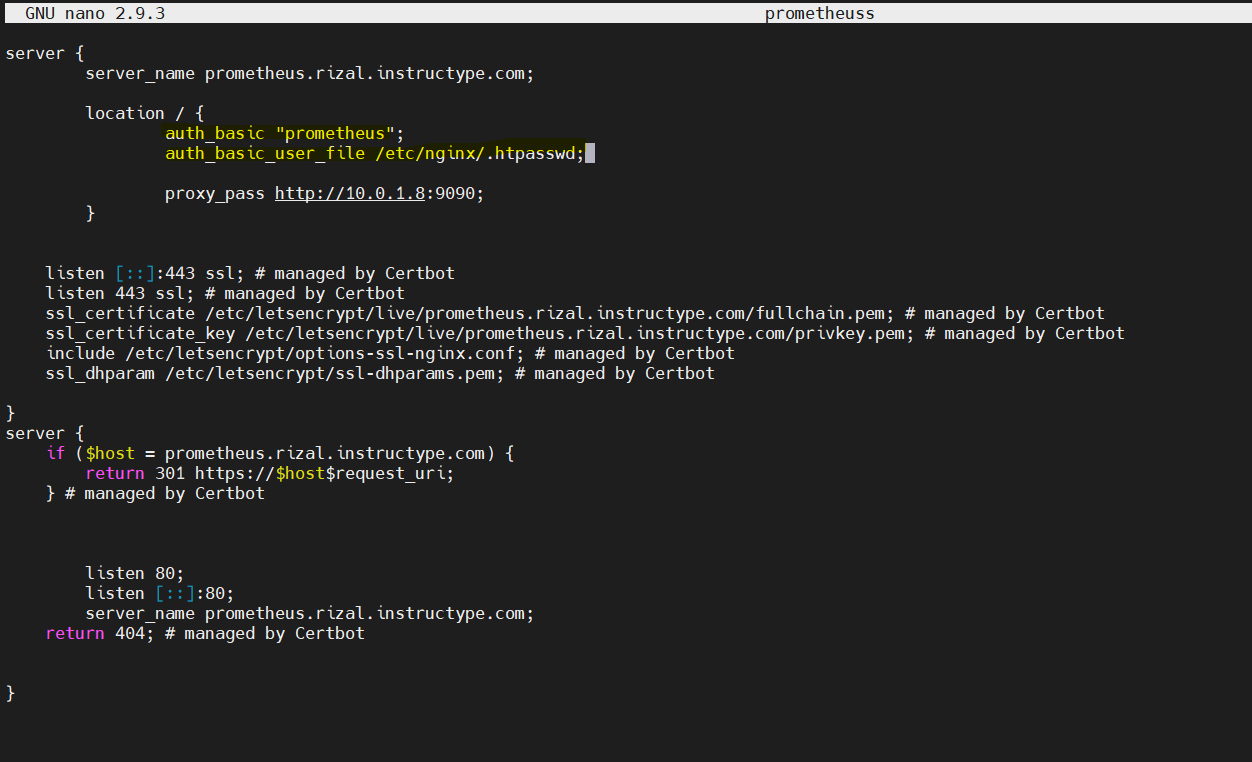 GNU nano 2.9.3 prometheuss
server {
server_name prometheus.rizal.instructype.com;
location / {
auth_basic "prometheus";
auth_basic_user_file /etc/nginx/.htpasswd;
proxy_pass http://10.0.1.8:9090;
}
listen [::]:443 ssl; # managed by Certbot
listen 443 ssl; # managed by Certbot
ssl_certificate /etc/letsencrypt/live/prometheus.rizal.instructype.com/fullchain.pem; # managed by Certbot
ssl_certificate_key /etc/letsencrypt/live/prometheus.rizal.instructype.com/privkey.pem; # managed by Certbot
include /etc/letsencrypt/options-ssl-nginx.conf; # managed by Certbot
ssl_dhparam /etc/letsencrypt/ssl-dhparams.pem; # managed by Certbot
}
server {
if ($host = prometheus.rizal.instructype.com) {
return 301 https://$host$request_uri;
} # managed by Certbot
listen 80;
listen [::]:80;
server_name prometheus.rizal.instructype.com;
return 404; # managed by Certbot
}